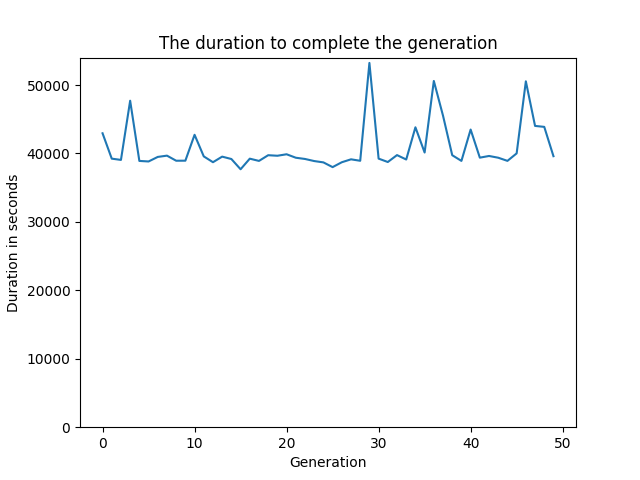 The duration to complete the generation
Duration in seconds
50000
40000
30000
20000
10000
0
0 10 20 30 40 50
Generation